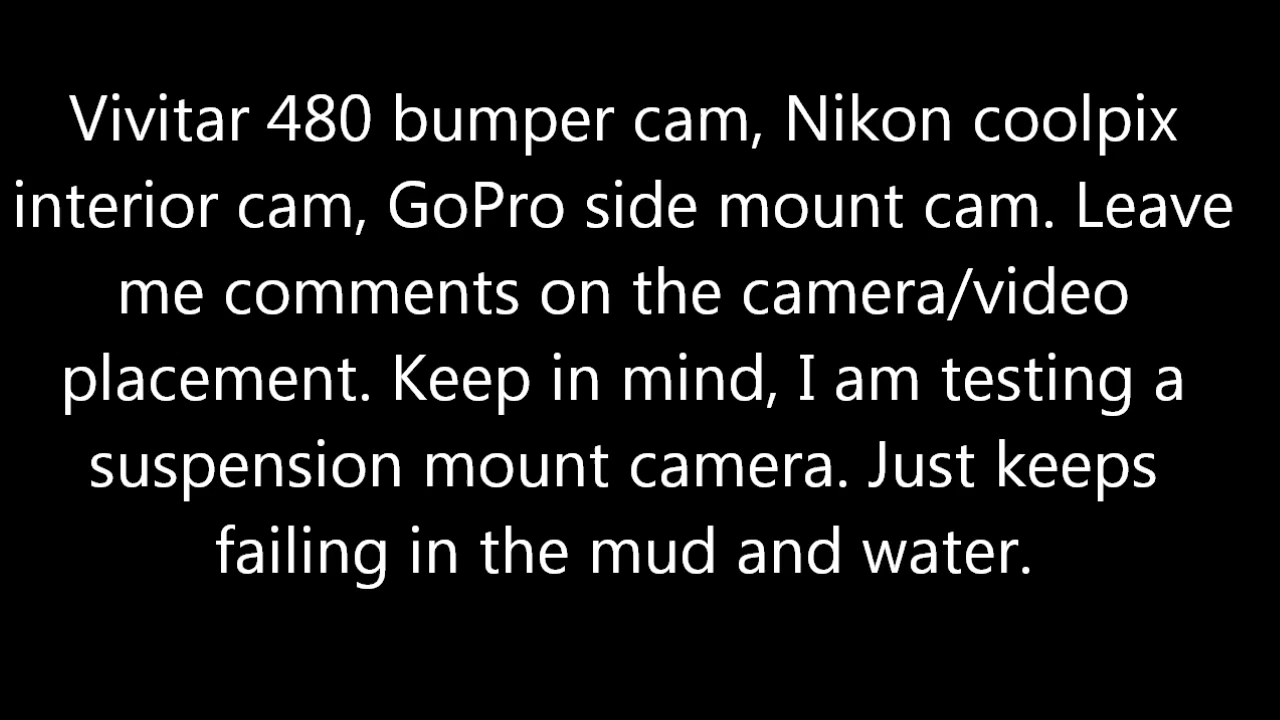 Vivitar 480 bumper cam, Nikon coolpix
interior cam, GoPro side mount cam. Leave
me comments on the camera/video
placement. Keep in mind, I am testing a
suspension mount camera. Just keeps
failing in the mud and water.